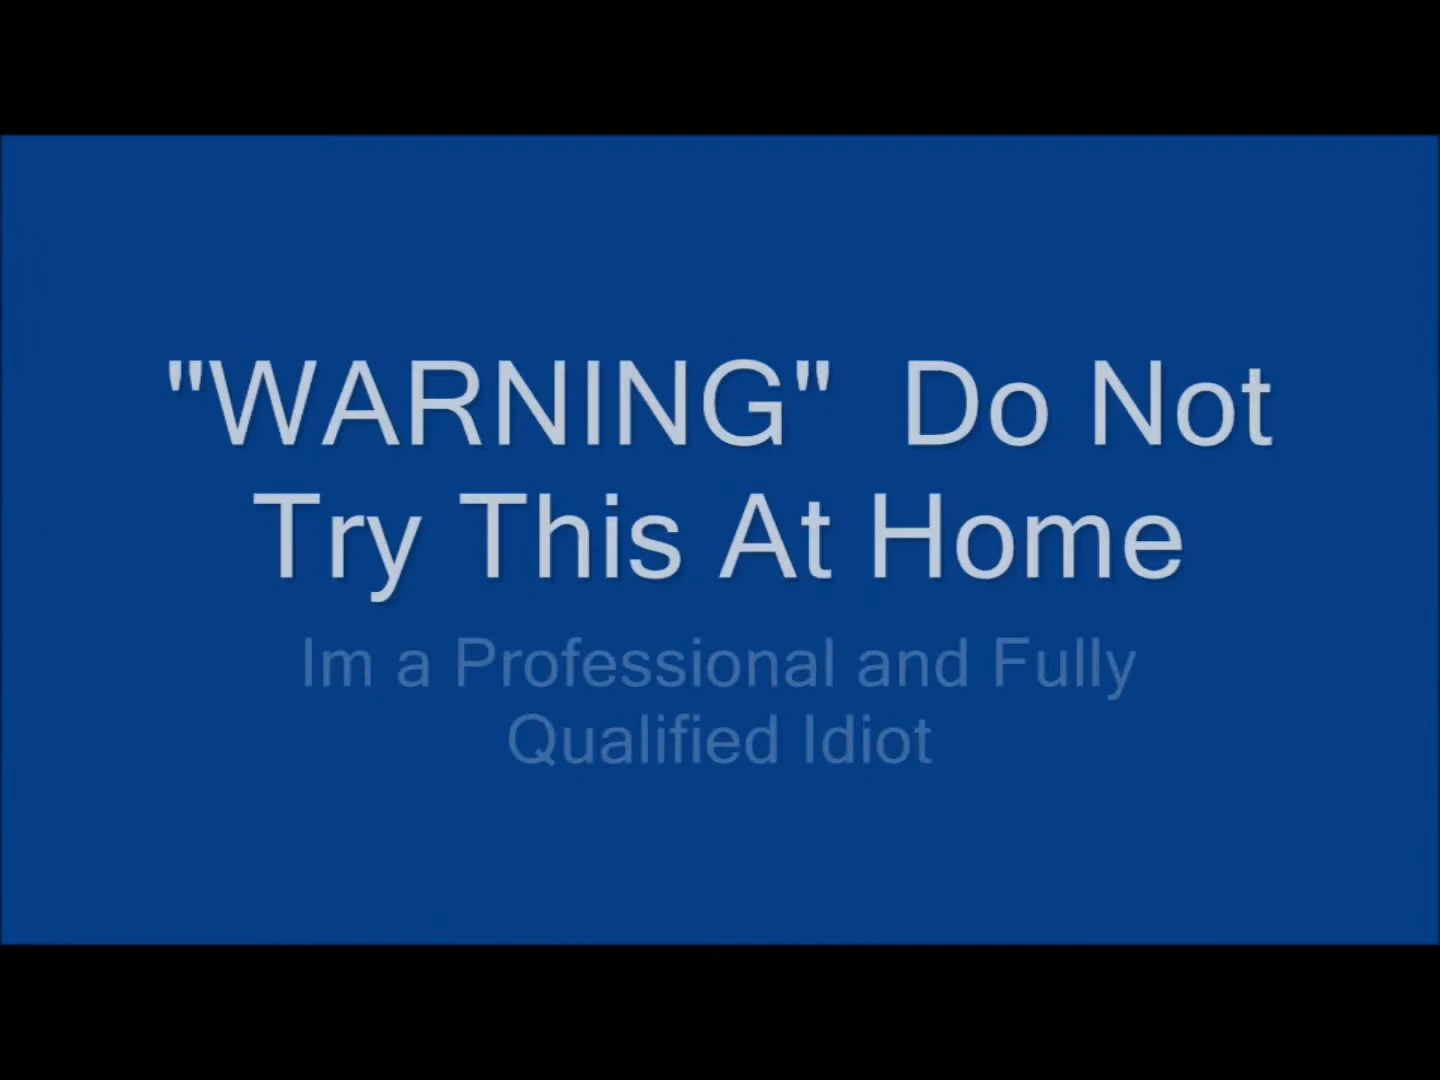 "WARNING"  Do Not
Try This At Home
Im a Professional and Fully
Qualified Idiot